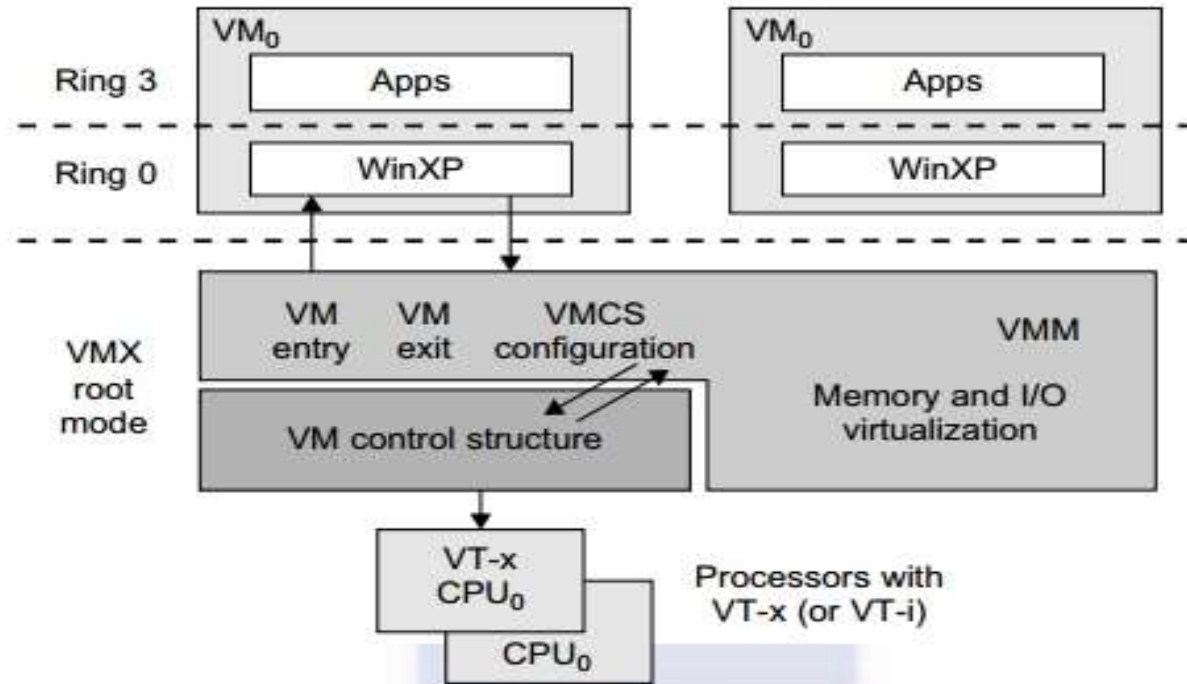 VM₀
VM₀
Ring 3
Apps
Apps
Ring 0
WinXP
WinXP
VMX
root
mode
VM
entry
VM
exit
VMCS
configuration
VMM
Memory and I/O
virtualization
VM control structure
VT-x
CPU₀
CPU₀
Processors with
VT-x (or VT-i)